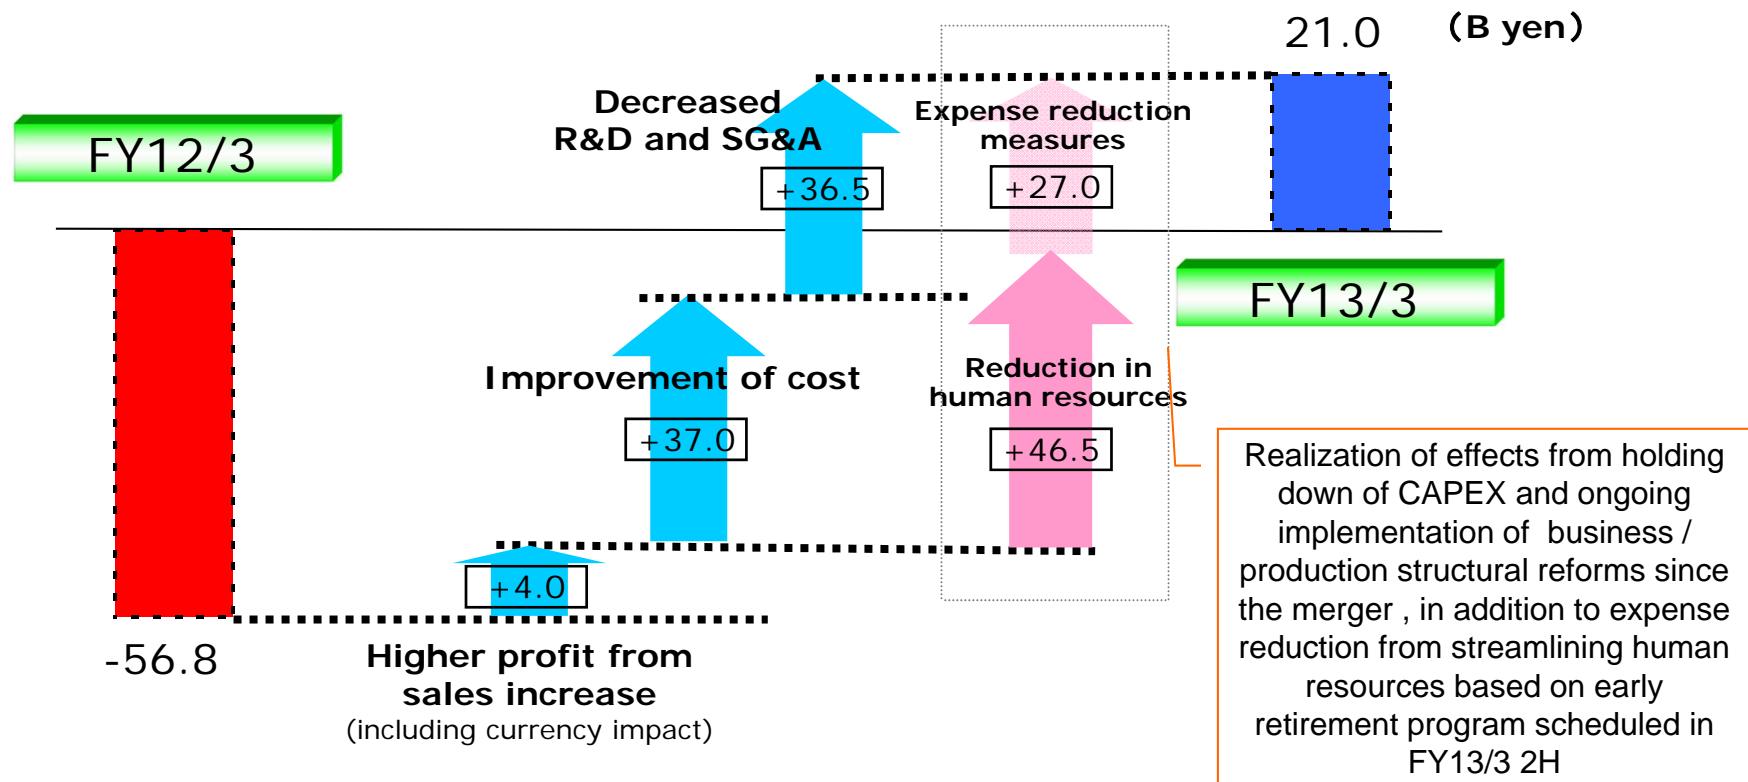 21.0
(B yen)
FY12/3
Decreased
R&D and SG&A
+36.5
Expense reduction
measures
+27.0
FY13/3
Improvement of cost
+37.0
Reduction in
human resources
+46.5
+4.0
-56.8
Higher profit from
sales increase
(including currency impact)
Realization of effects from holding
down of CAPEX and ongoing
implementation of business /
production structural reforms since
the merger , in addition to expense
reduction from streamlining human
resources based on early
retirement program scheduled in
FY13/3 2H